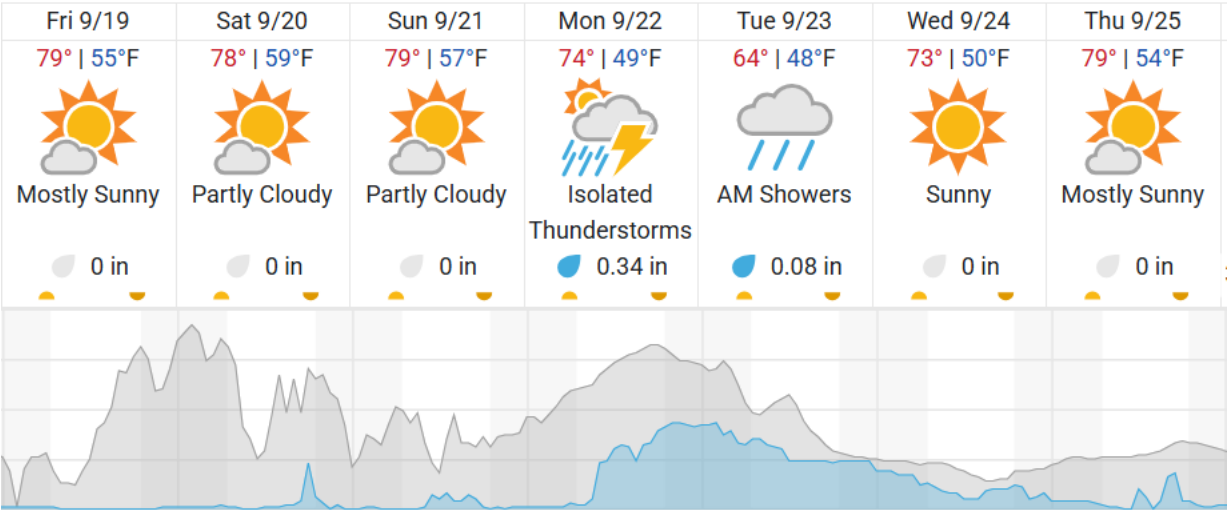 Fri 9/19
Sat 9/20
Sun 9/21
Mon 9/22
Tue 9/23
Wed 9/24
Thu 9/25
79° | 55°F
78° | 59°F
79° | 57°F
74° | 49°F
64° | 48°F
73° | 50°F
79° | 54°F
Mostly Sunny
Partly Cloudy
Partly Cloudy
Isolated
Thunderstorms
AM Showers
Sunny
Mostly Sunny
0 in
0 in
0 in
0.34 in
0.08 in
0 in
0 in